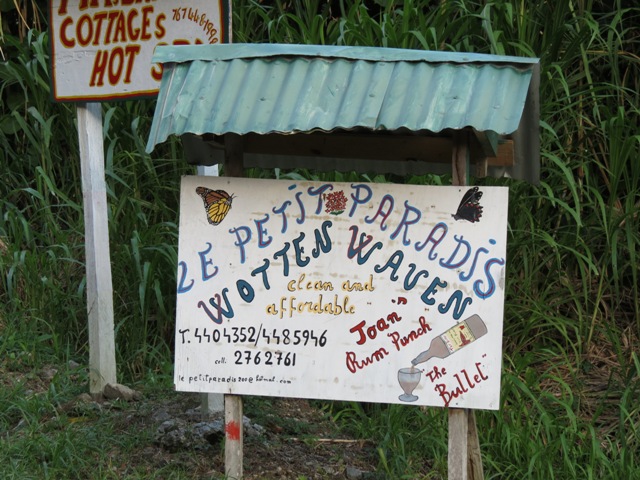 COTTAGES
HOT
LE PETIT PARADIS
WOTTEN WAVEN
clean and
affordable
T. 4404352/4485946
cell. 2762761
Joan's
Rum Punch"
"The
Bullet"